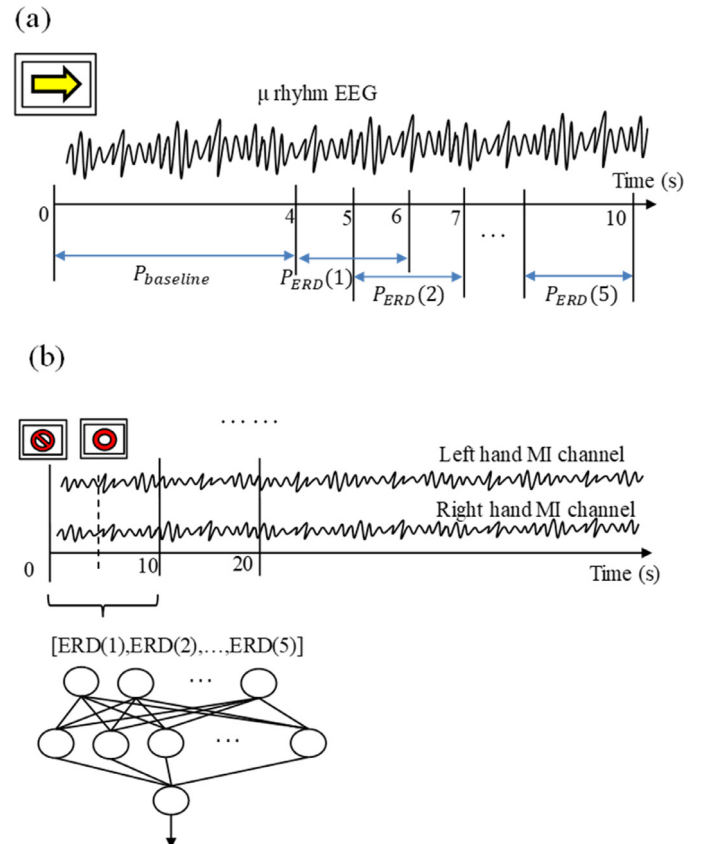 (a)
μ rhyhm EEG
Time (s)
0 4 5 6 7 10
...
P_baseline P_ERD(1)
P_ERD(2) P_ERD(5)
(b)
... ...
Left hand MI channel
Right hand MI channel
0 10 20
Time (s)
[ERD(1),ERD(2),...,ERD(5)]
...
...